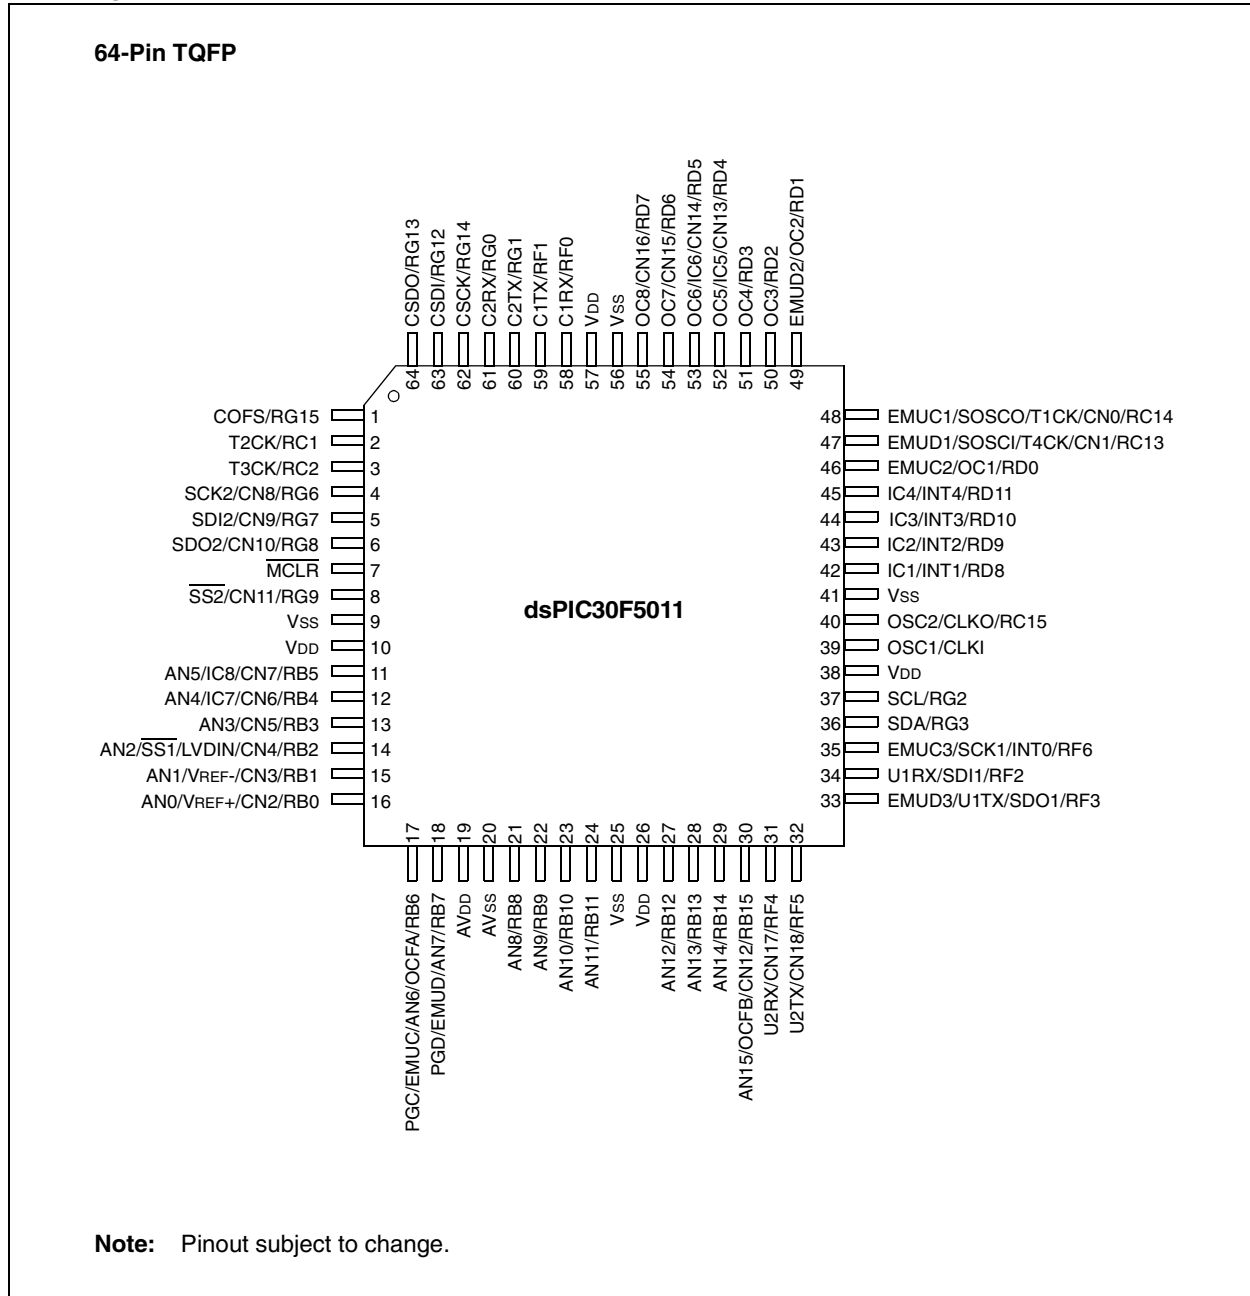 64-Pin TQFP
CSDO/RG13
CSDI/RG12
CSCK/RG14
C2RX/RG0
C2TX/RG1
C1TX/RF1
C1RX/RF0
VDD
VSS
OC8/CN16/RD7
OC7/CN15/RD6
OC6/IC6/CN14/RD5
OC5/IC5/CN13/RD4
OC4/RD3
OC3/RD2
EMUD2/OC2/RD1
64
63
62
61
60
59
58
57
56
55
54
53
52
51
50
49
COFS/RG15 1
T2CK/RC1 2
T3CK/RC2 3
SCK2/CN8/RG6 4
SDI2/CN9/RG7 5
SDO2/CN10/RG8 6
MCLR 7
SS2/CN11/RG9 8
VSS 9
VDD 10
AN5/IC8/CN7/RB5 11
AN4/IC7/CN6/RB4 12
AN3/CN5/RB3 13
AN2/SS1/LVDIN/CN4/RB2 14
AN1/VREF-/CN3/RB1 15
AN0/VREF+/CN2/RB0 16
dsPIC30F5011
48 EMUC1/SOSCO/T1CK/CN0/RC14
47 EMUD1/SOSCI/T4CK/CN1/RC13
46 EMUC2/OC1/RD0
45 IC4/INT4/RD11
44 IC3/INT3/RD10
43 IC2/INT2/RD9
42 IC1/INT1/RD8
41 VSS
40 OSC2/CLKO/RC15
39 OSC1/CLKI
38 VDD
37 SCL/RG2
36 SDA/RG3
35 EMUC3/SCK1/INT0/RF6
34 U1RX/SDI1/RF2
33 EMUD3/U1TX/SDO1/RF3
17
18
19
20
21
22
23
24
25
26
27
28
29
30
31
32
PGC/EMUC/AN6/OCFA/RB6
PGD/EMUD/AN7/RB7
AVDD
AVSS
AN8/RB8
AN9/RB9
AN10/RB10
AN11/RB11
VSS
VDD
AN12/RB12
AN13/RB13
AN14/RB14
AN15/OCFB/CN12/RB15
U2RX/CN17/RF4
U2TX/CN18/RF5
Note: Pinout subject to change.